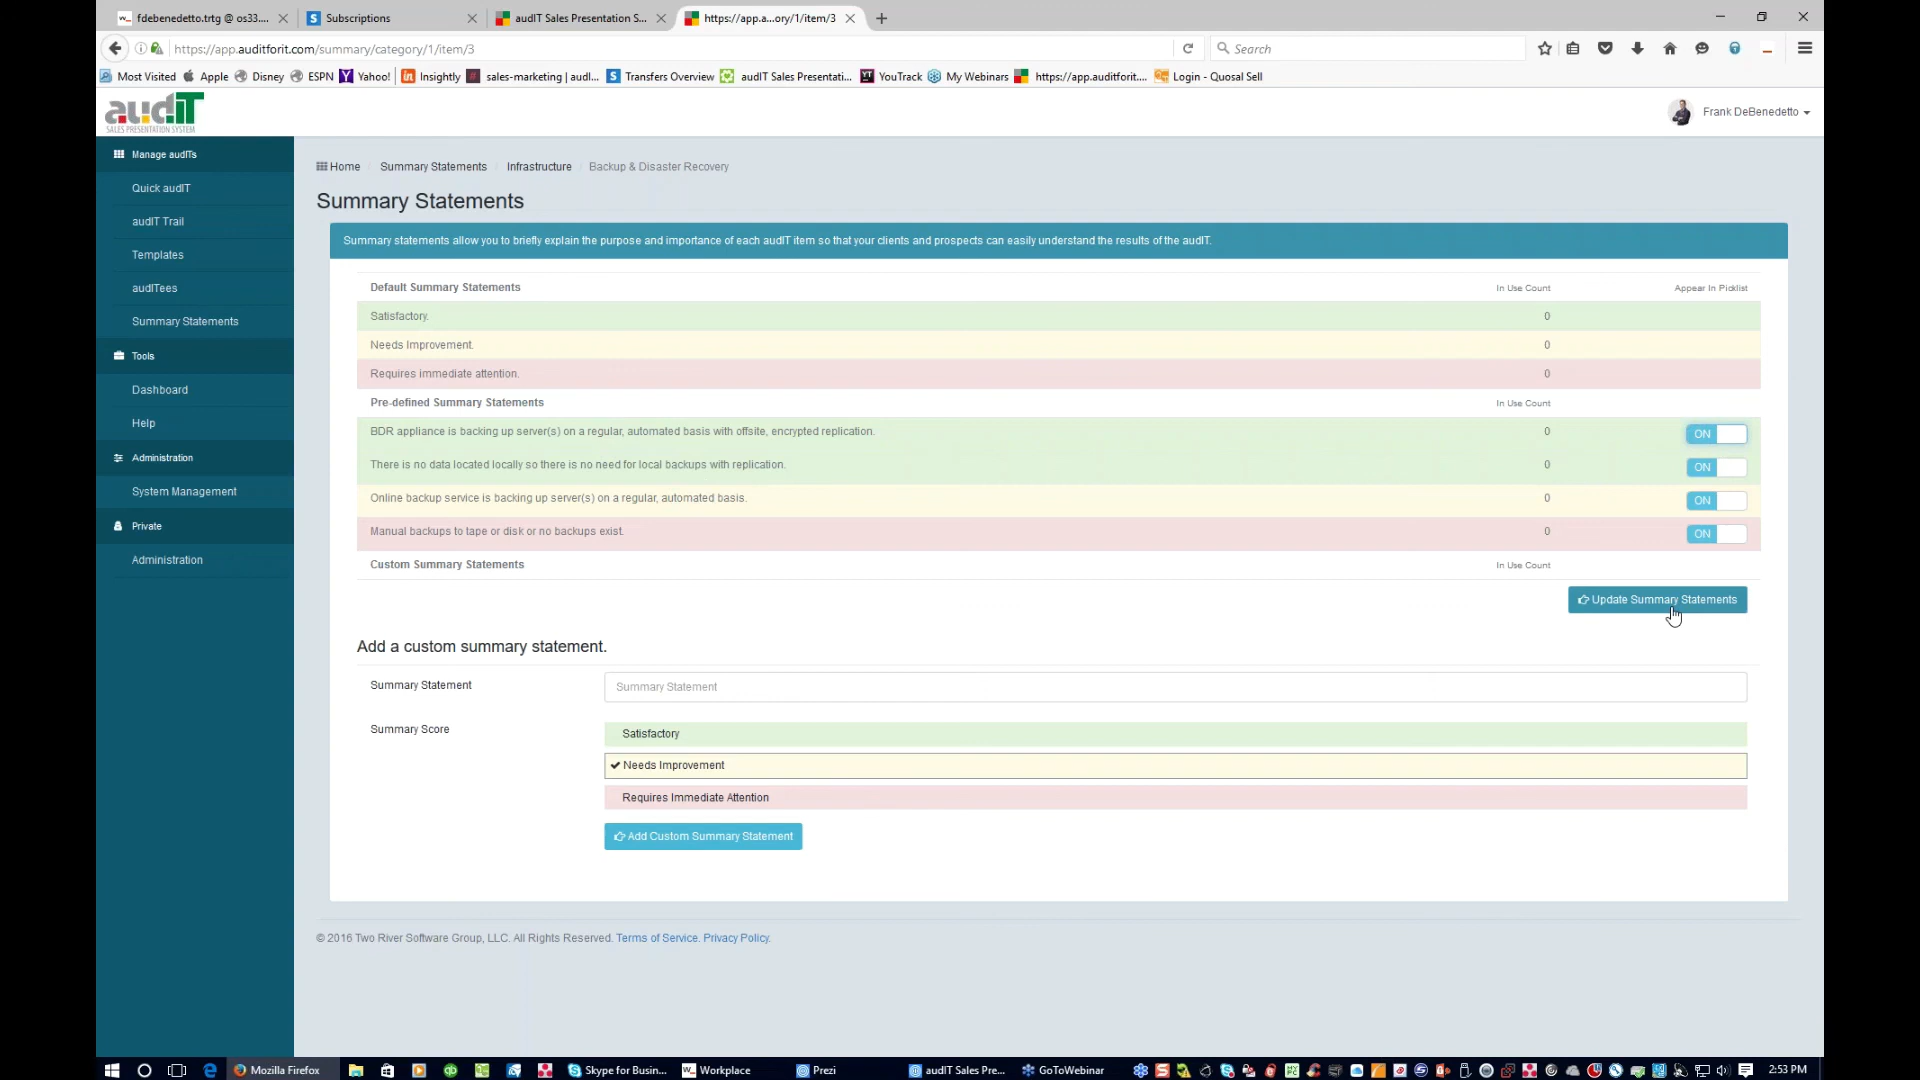 fdebenedetto.trtg @ os33....
Subscriptions
audIT Sales Presentation S...
https://app.a...ory/1/item/3
https://app.auditforit.com/summary/category/1/item/3
Search
Most Visited
Apple
Disney
ESPN
Yahoo!
Insightly
sales-marketing | audI...
Transfers Overview
audIT Sales Presentati...
YouTrack
My Webinars
https://app.auditforit....
Login - Quosal Sell
audIT
SALES PRESENTATION SYSTEM
Frank DeBenedetto
Manage audITs
Quick audIT
audIT Trail
Templates
audITees
Summary Statements
Tools
Dashboard
Help
Administration
System Management
Private
Administration
Home Summary Statements Infrastructure Backup & Disaster Recovery
Summary Statements
Summary statements allow you to briefly explain the purpose and importance of each audIT item so that your clients and prospects can easily understand the results of the audIT.
Default Summary Statements In Use Count Appear In Picklist
Satisfactory. 0
Needs Improvement. 0
Requires immediate attention. 0
Pre-defined Summary Statements In Use Count
BDR appliance is backing up server(s) on a regular, automated basis with offsite, encrypted replication. 0 ON
There is no data located locally so there is no need for local backups with replication. 0 ON
Online backup service is backing up server(s) on a regular, automated basis. 0 ON
Manual backups to tape or disk or no backups exist. 0 ON
Custom Summary Statements In Use Count
Update Summary Statements
Add a custom summary statement.
Summary Statement Summary Statement
Summary Score Satisfactory
Needs Improvement
Requires Immediate Attention
Add Custom Summary Statement
© 2016 Two River Software Group, LLC. All Rights Reserved. Terms of Service. Privacy Policy.
Mozilla Firefox
Skype for Busin...
Workplace
Prezi
audIT Sales Pre...
GoToWebinar
2:53 PM